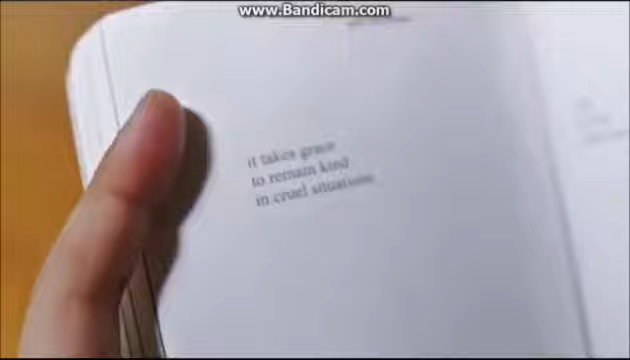 www.Bandicam.com
it takes grace
to remain kind
in cruel situations